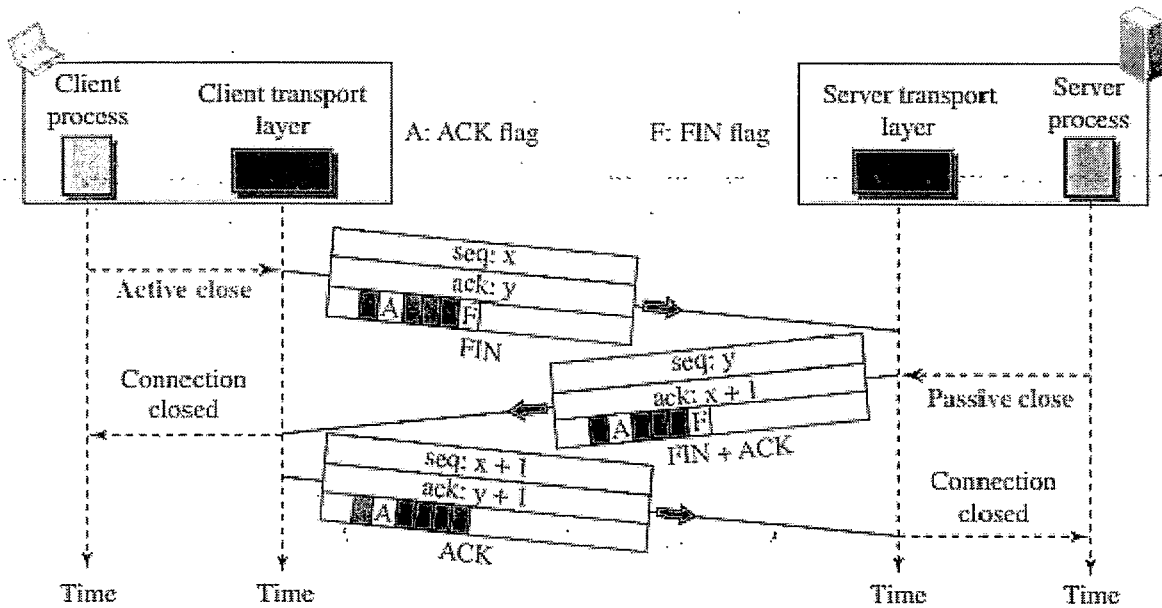 Client
process
Client transport
layer
A: ACK flag
F: FIN flag
Server transport
layer
Server
process
seq: x
ack: y
A
F
FIN
Active close
seq: y
ack: x + 1
A
F
FIN + ACK
Passive close
Connection
closed
seq: x + 1
ack: y + 1
A
ACK
Connection
closed
Time
Time
Time
Time